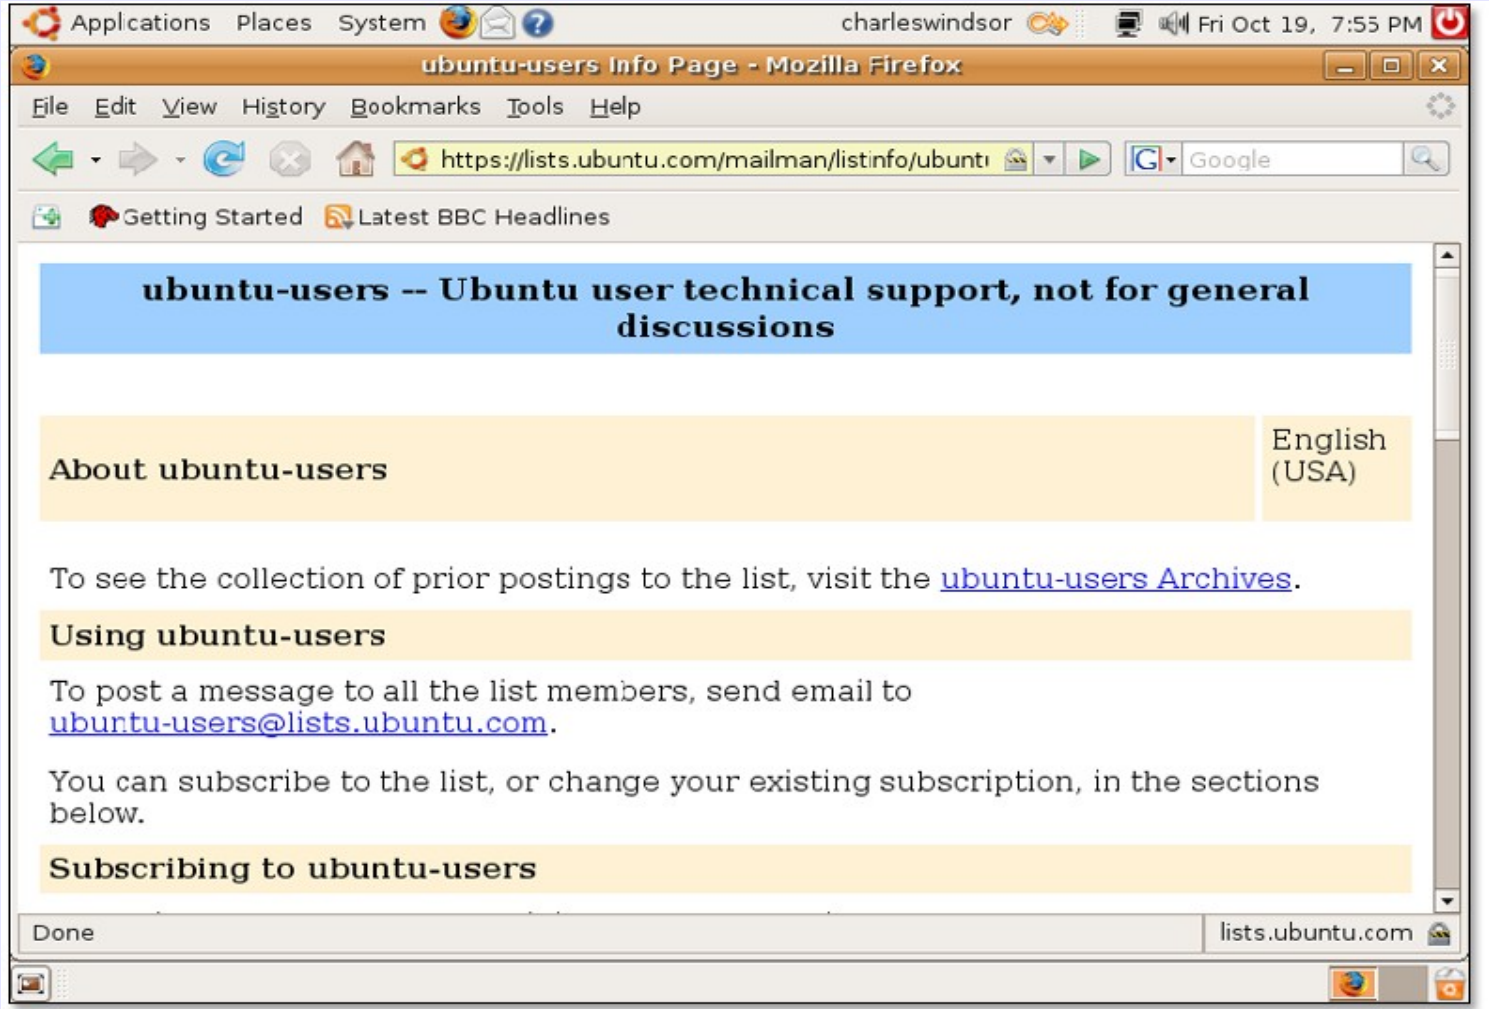 Applications Places System charleswindsor Fri Oct 19, 7:55 PM
ubuntu-users Info Page - Mozilla Firefox
File Edit View History Bookmarks Tools Help
https://lists.ubuntu.com/mailman/listinfo/ubunt G Google
Getting Started Latest BBC Headlines
ubuntu-users -- Ubuntu user technical support, not for general
discussions
About ubuntu-users
English
(USA)
To see the collection of prior postings to the list, visit the ubuntu-users Archives.
Using ubuntu-users
To post a message to all the list members, send email to
ubuntu-users@lists.ubuntu.com.
You can subscribe to the list, or change your existing subscription, in the sections
below.
Subscribing to ubuntu-users
Done lists.ubuntu.com